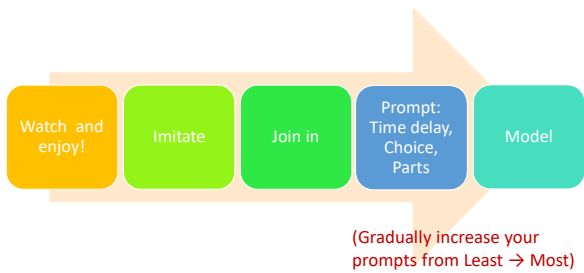 Watch and
enjoy!
Imitate
Join in
Prompt:
Time delay,
Choice,
Parts
Model
(Gradually increase your
prompts from Least → Most)